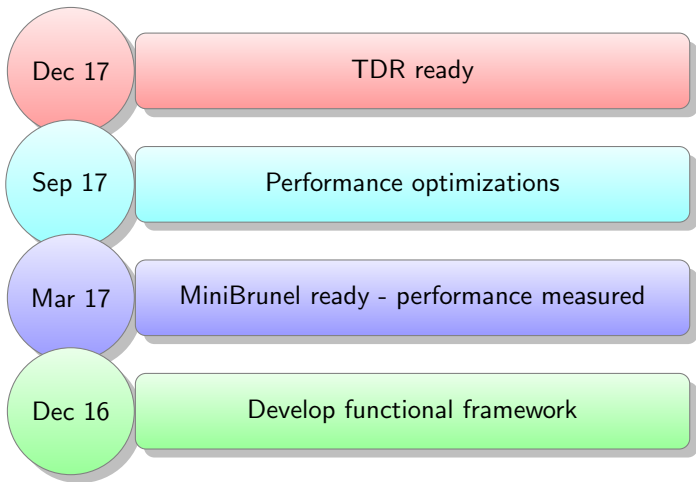 Dec 17
TDR ready
Sep 17
Performance optimizations
Mar 17
MiniBrunel ready - performance measured
Dec 16
Develop functional framework